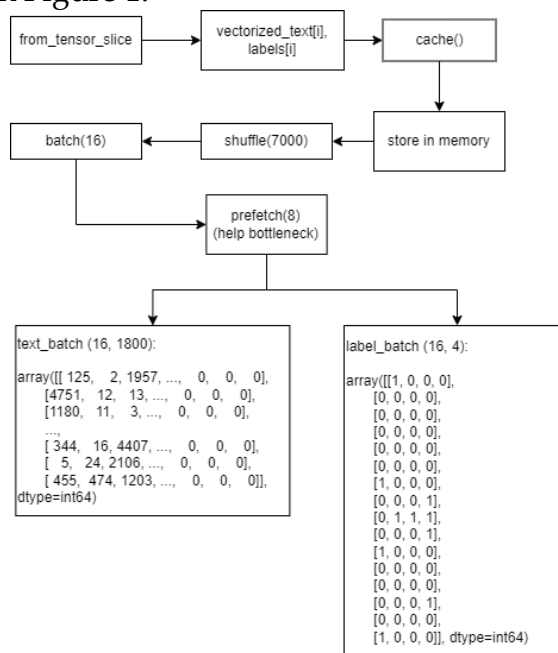 from_tensor_slice
vectorized_text[i],
labels[i]
cache()
batch(16)
shuffle(7000)
store in memory
prefetch(8)
(help bottleneck)
text_batch (16, 1800):
array([[ 125, 2, 1957, ..., 0, 0, 0],
[4751, 12, 13, ..., 0, 0, 0],
[1180, 11, 3, ..., 0, 0, 0],
...,
[ 344, 16, 4407, ..., 0, 0, 0],
[ 5, 24, 2106, ..., 0, 0, 0],
[ 455, 474, 1203, ..., 0, 0, 0]],
dtype=int64)
label_batch (16, 4):
array([[1, 0, 0, 0],
[0, 0, 0, 0],
[0, 0, 0, 0],
[0, 0, 0, 0],
[0, 0, 0, 0],
[0, 0, 0, 0],
[1, 0, 0, 0],
[0, 0, 0, 1],
[0, 1, 1, 1],
[0, 0, 0, 1],
[1, 0, 0, 0],
[0, 0, 0, 0],
[0, 0, 0, 0],
[0, 0, 0, 1],
[0, 0, 0, 0],
[1, 0, 0, 0]], dtype=int64)